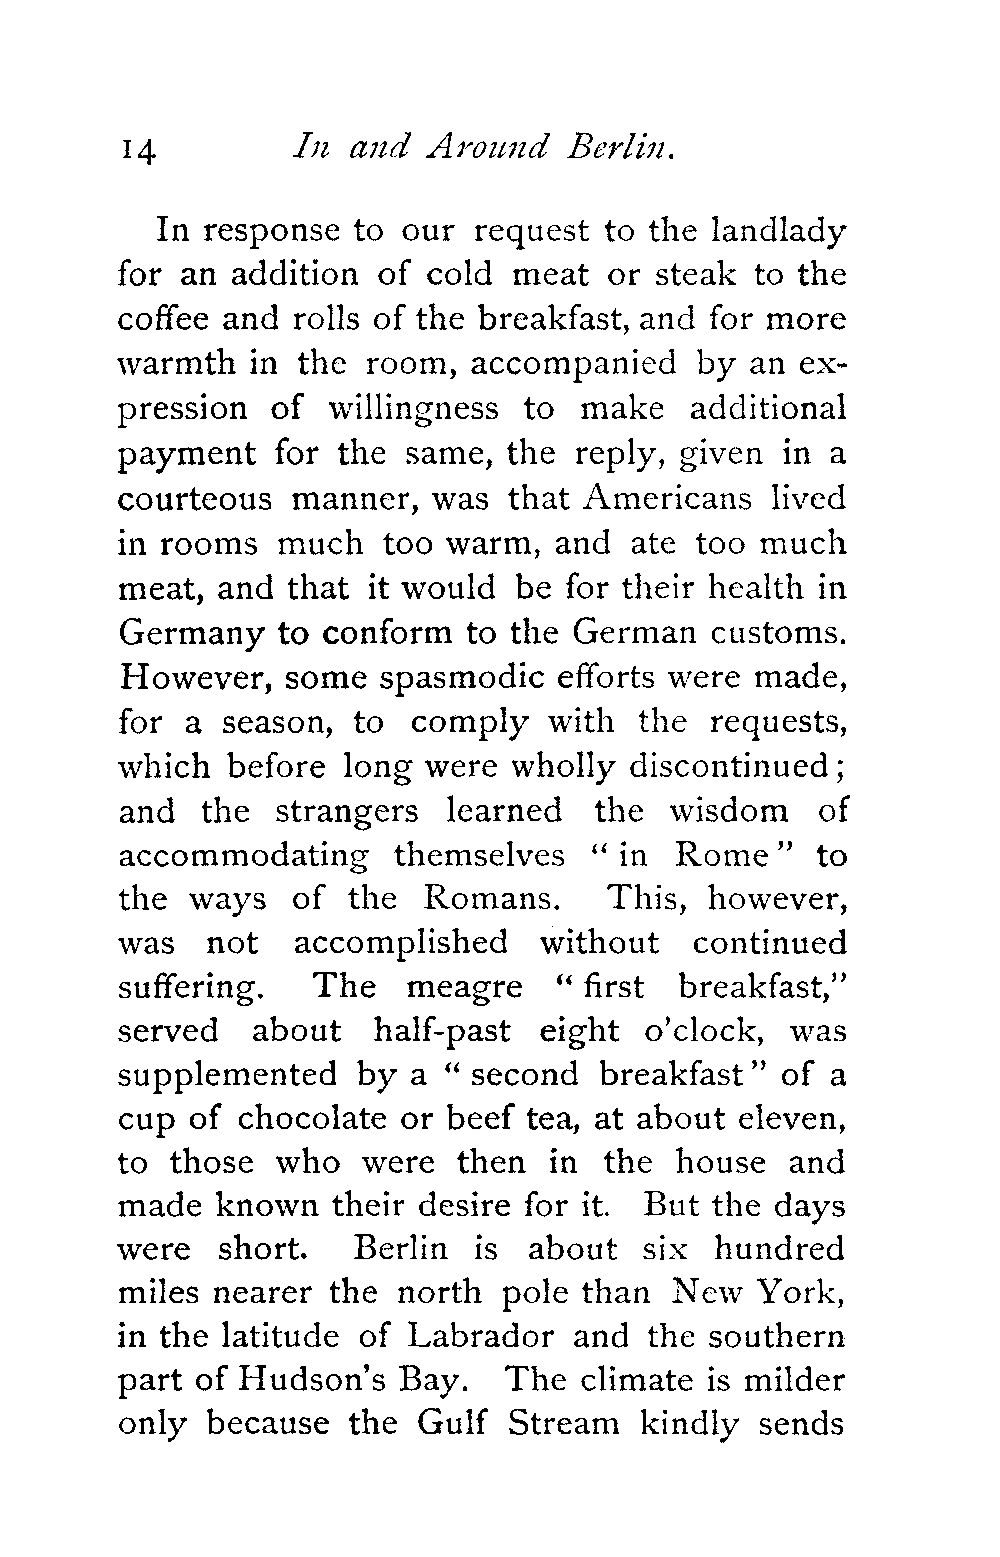 14 In and Around Berlin.
In response to our request to the landlady
for an addition of cold meat or steak to the
coffee and rolls of the breakfast, and for more
warmth in the room, accompanied by an ex-
pression of willingness to make additional
payment for the same, the reply, given in a
courteous manner, was that Americans lived
in rooms much too warm, and ate too much
meat, and that it would be for their health in
Germany to conform to the German customs.
However, some spasmodic efforts were made,
for a season, to comply with the requests,
which before long were wholly discontinued;
and the strangers learned the wisdom of
accommodating themselves "in Rome" to
the ways of the Romans. This, however,
was not accomplished without continued
suffering. The meagre "first breakfast,"
served about half-past eight o'clock, was
supplemented by a "second breakfast" of a
cup of chocolate or beef tea, at about eleven,
to those who were then in the house and
made known their desire for it. But the days
were short. Berlin is about six hundred
miles nearer the north pole than New York,
in the latitude of Labrador and the southern
part of Hudson's Bay. The climate is milder
only because the Gulf Stream kindly sends